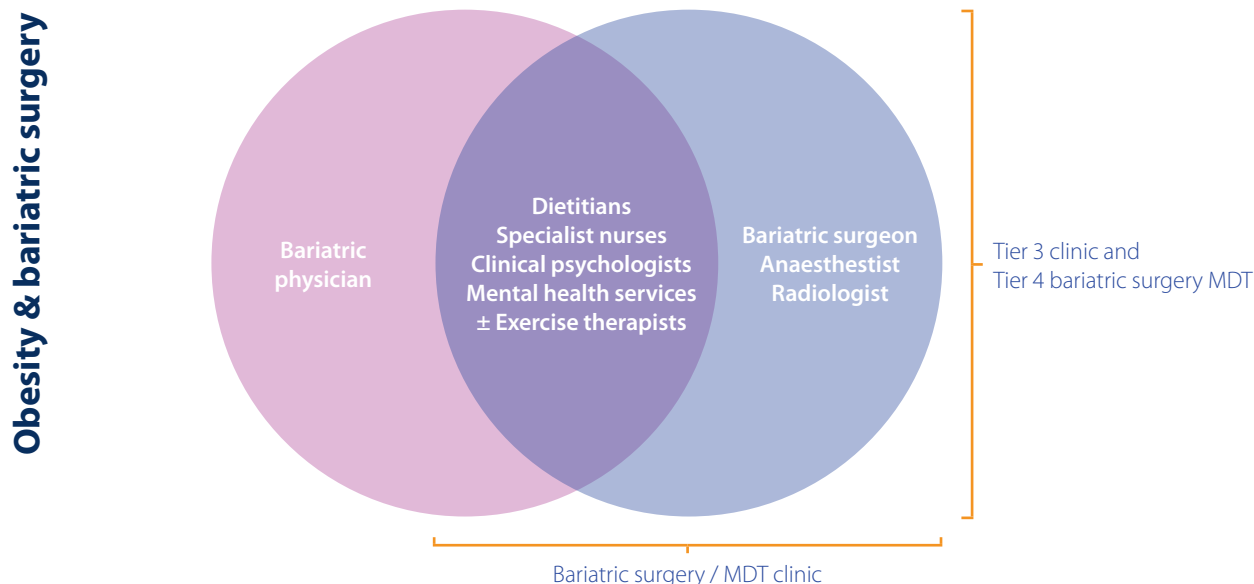 Obesity & bariatric surgery
Bariatric
physician
Dietitians
Specialist nurses
Clinical psychologists
Mental health services
± Exercise therapists
Bariatric surgeon
Anaesthestist
Radiologist
Tier 3 clinic and
Tier 4 bariatric surgery MDT
Bariatric surgery / MDT clinic